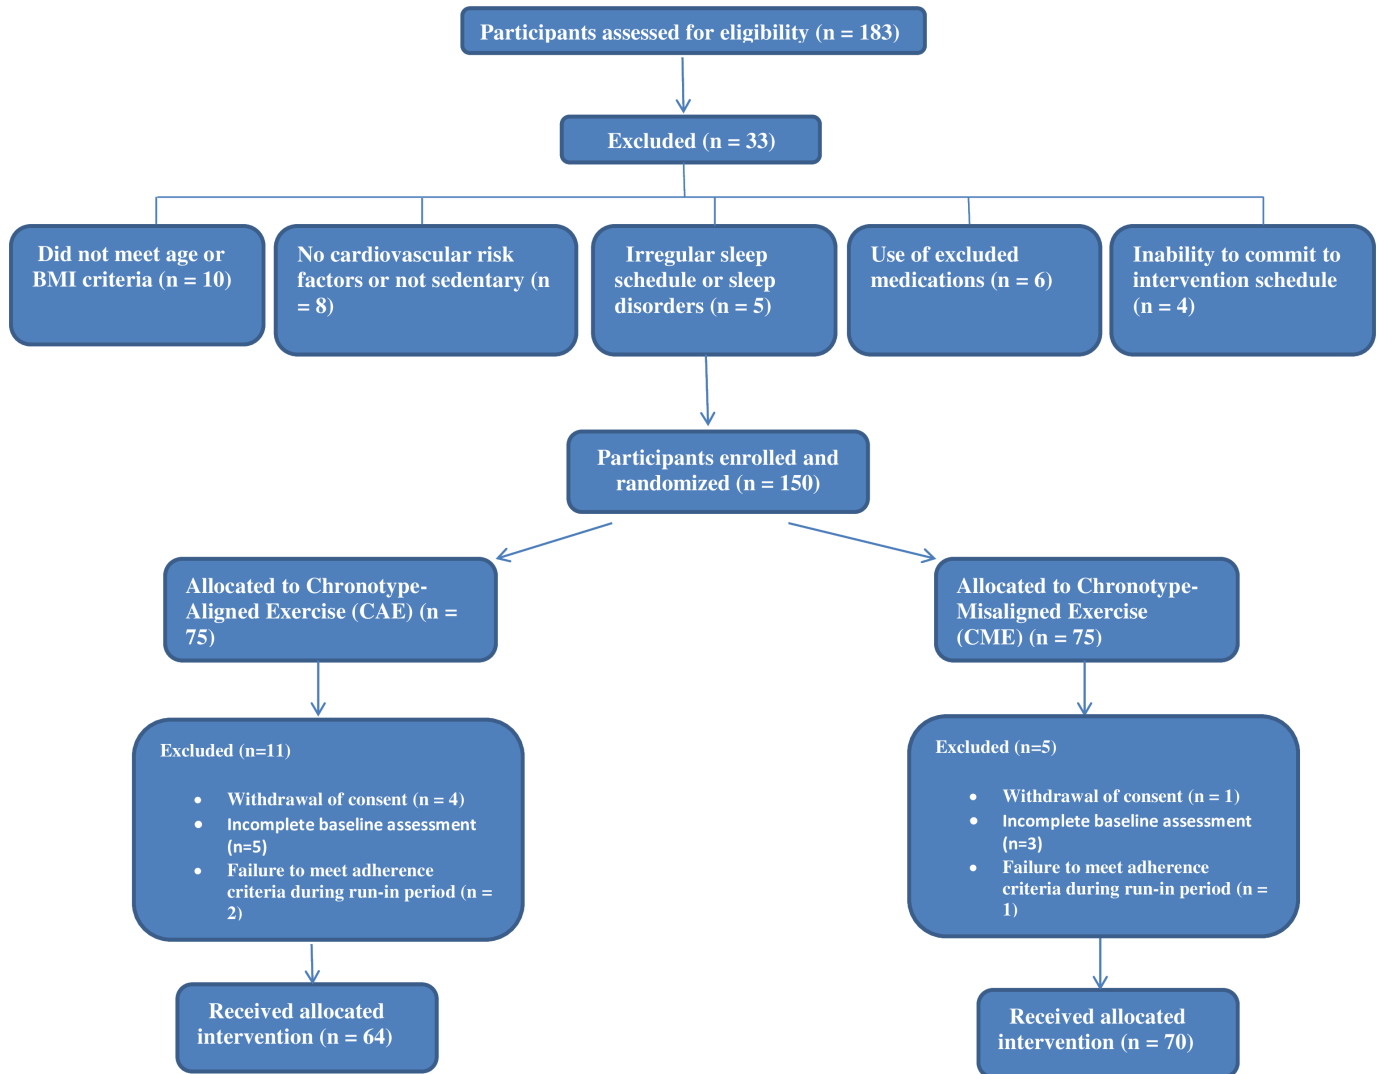 Participants assessed for eligibility (n = 183)
Excluded (n = 33)
Did not meet age or
BMI criteria (n = 10)
No cardiovascular risk
factors or not sedentary (n
= 8)
Irregular sleep
schedule or sleep
disorders (n = 5)
Use of excluded
medications (n = 6)
Inability to commit to
intervention schedule
(n = 4)
Participants enrolled and
randomized (n = 150)
Allocated to Chronotype-
Aligned Exercise (CAE) (n =
75)
Allocated to Chronotype-
Misaligned Exercise
(CME) (n = 75)
Excluded (n=11)
• Withdrawal of consent (n = 4)
• Incomplete baseline assessment
(n=5)
• Failure to meet adherence
criteria during run-in period (n =
2)
Excluded (n=5)
• Withdrawal of consent (n = 1)
• Incomplete baseline assessment
(n=3)
• Failure to meet adherence
criteria during run-in period (n =
1)
Received allocated
intervention (n = 64)
Received allocated
intervention (n = 70)